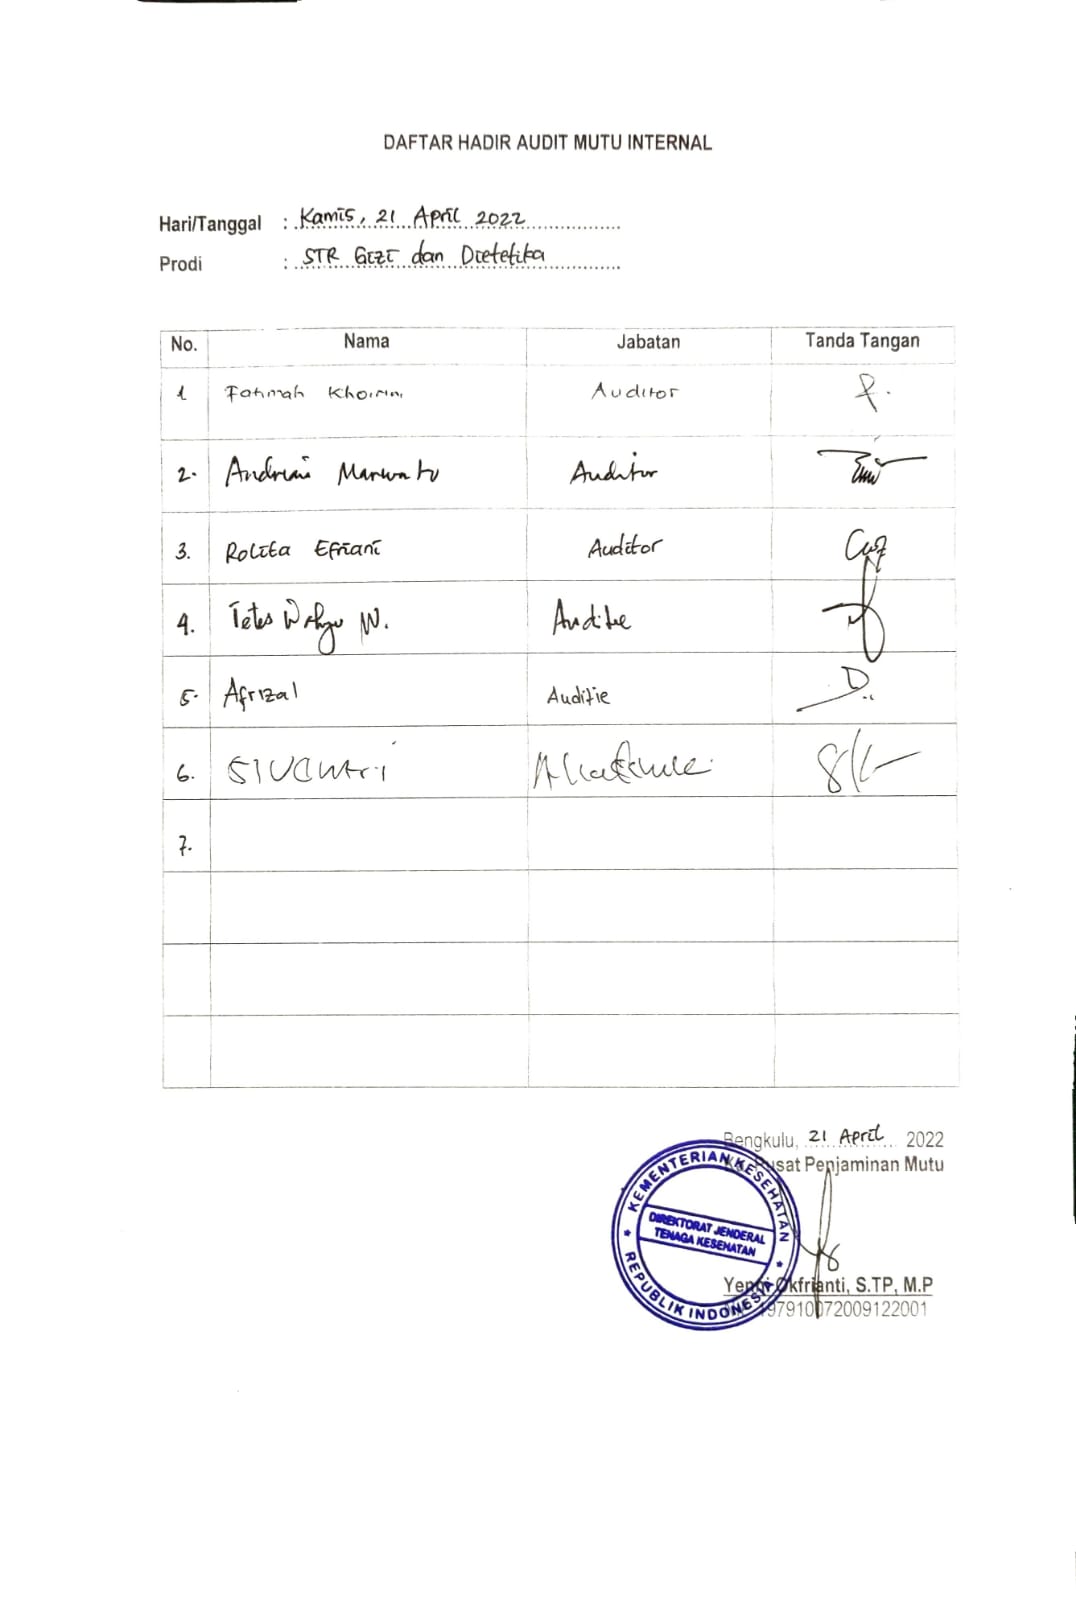 DAFTAR HADIR AUDIT MUTU INTERNAL
Hari/Tanggal : Kamis, 21 April 2022
Prodi : STR Gizi dan Dietetika
No. Nama Jabatan Tanda Tangan
1 Fatimah Khoirini Auditor
2. Andriani Marwanto Auditor
3. Rolita Efriani Auditor
4. Tetes Wahyu W. Audite
5. Afrizal Auditie
6.
7.
Bengkulu, 21 April 2022
Pusat Penjaminan Mutu
Okfrianti, S.TP, M.P
197910072009122001
KEMENTERIAN KESEHATAN
DIREKTORAT JENDERAL
TENAGA KESEHATAN
REPUBLIK INDONESIA